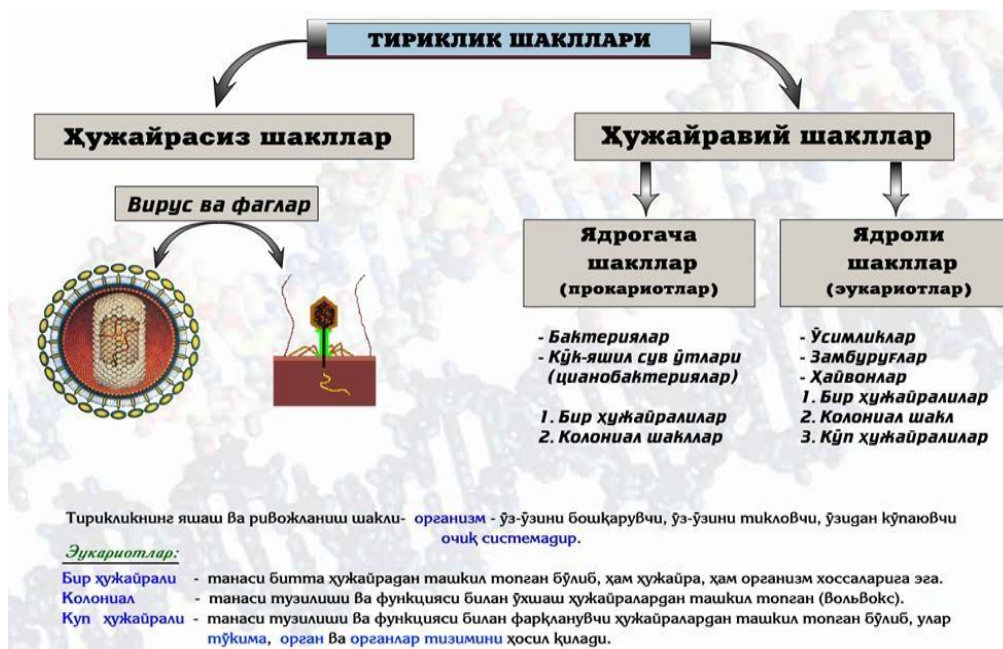 ТИРИКЛИК ШАКЛЛАРИ
Ҳужайрасиз шакллар
Ҳужайравий шакллар
Вирус ва фаглар
Ядрогача
шакллар
(прокариотлар)
Ядроли
шакллар
(эукариотлар)
- Бактериялар
- Кўк-яшил сув ўтлари
(цианобактериялар)
1. Бир ҳужайралилар
2. Колониал шакллар
- Ўсимликлар
- Замбуруғлар
- Ҳайвонлар
1. Бир ҳужайралилар
2. Колониал шакл
3. Кўп ҳужайралилар
Тирикликнинг яшаш ва ривожланиш шакли- организм - ўз-ўзини бошқарувчи, ўз-ўзини тикловчи, ўзидан кўпаювчи
очиқ системадир.
Эукариотлар:
Бир ҳужайрали - танаси битта ҳужайрадан ташкил топган бўлиб, ҳам ҳужайра, ҳам организм хоссаларига эга.
Колониал - танаси тузилиши ва функцияси билан ўхшаш ҳужайралардан ташкил топган (вольвокс).
Куп ҳужайрали - танаси тузилиши ва функцияси билан фарқланувчи ҳужайралардан ташкил топган бўлиб, улар
тўкима, орган ва органлар тизимини ҳосил қилади.